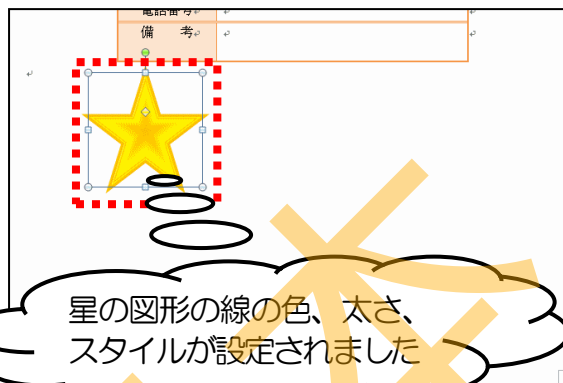 電話番号
備　考
星の図形の線の色、太さ、
スタイルが設定されました